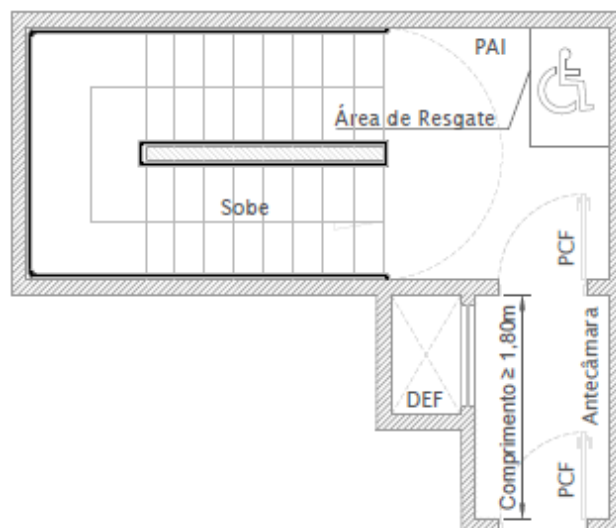 PAI
Área de Resgate
Sobe
PCF
DEF
Comprimento ≥ 1,80m
Antecâmara
PCF